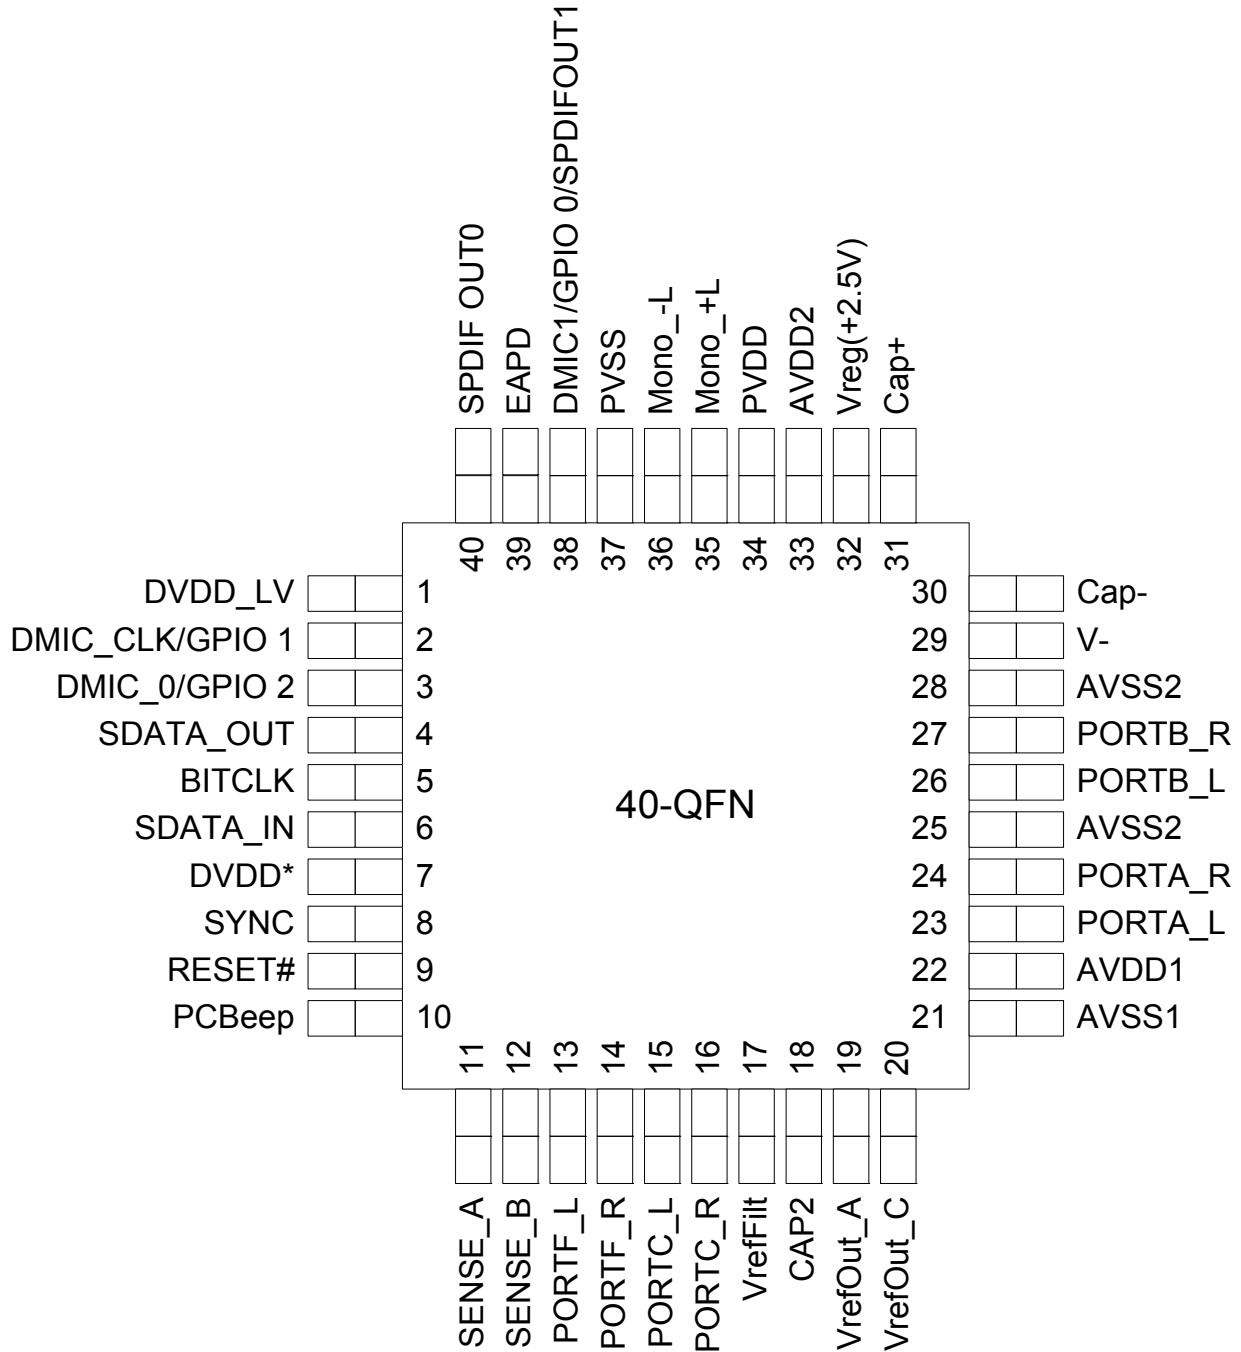 SPDIF OUT0
EAPD
DMIC1/GPIO 0/SPDIFOUT1
PVSS
Mono_-L
Mono_+L
PVDD
AVDD2
Vreg(+2.5V)
Cap+
40
39
38
37
36
35
34
33
32
31
DVDD_LV 1
DMIC_CLK/GPIO 1 2
DMIC_0/GPIO 2 3
SDATA_OUT 4
BITCLK 5
SDATA_IN 6
DVDD* 7
SYNC 8
RESET# 9
PCBeep 10
40-QFN
30 Cap-
29 V-
28 AVSS2
27 PORTB_R
26 PORTB_L
25 AVSS2
24 PORTA_R
23 PORTA_L
22 AVDD1
21 AVSS1
11
12
13
14
15
16
17
18
19
20
SENSE_A
SENSE_B
PORTF_L
PORTF_R
PORTC_L
PORTC_R
VrefFilt
CAP2
VrefOut_A
VrefOut_C